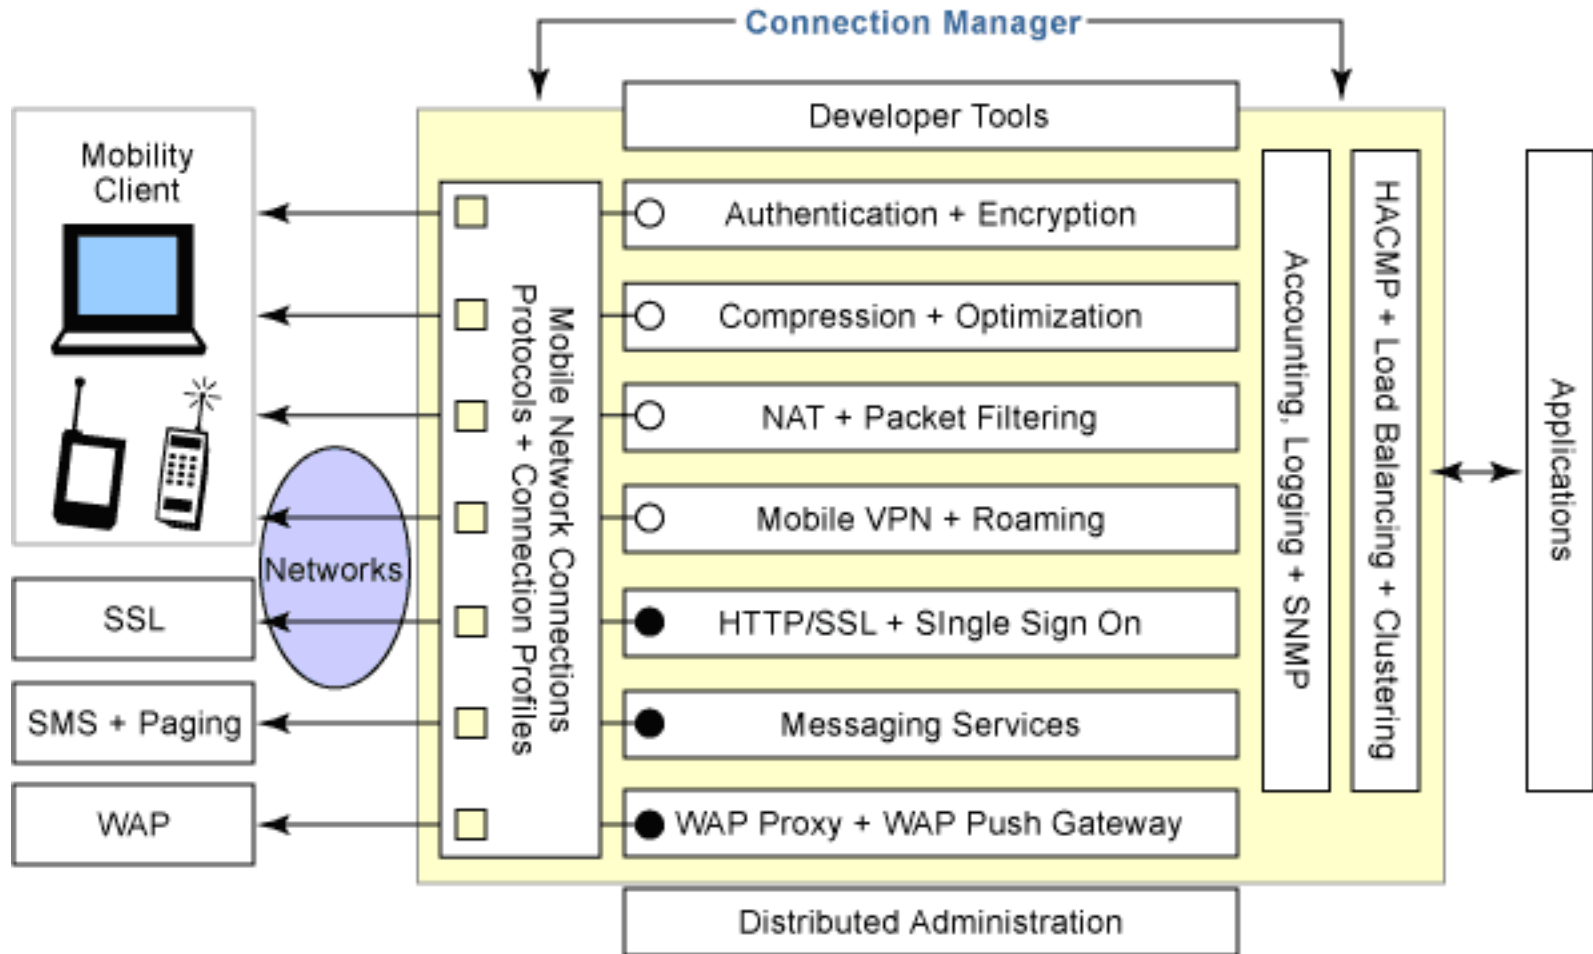 Connection Manager
Developer Tools
Mobility
Client
Authentication + Encryption
Compression + Optimization
NAT + Packet Filtering
Mobile VPN + Roaming
HTTP/SSL + SIngle Sign On
Messaging Services
WAP Proxy + WAP Push Gateway
Distributed Administration
Mobile Network Connections
Protocols + Connection Profiles
Networks
SSL
SMS + Paging
WAP
Accounting, Logging + SNMP
HACMP + Load Balancing + Clustering
Applications